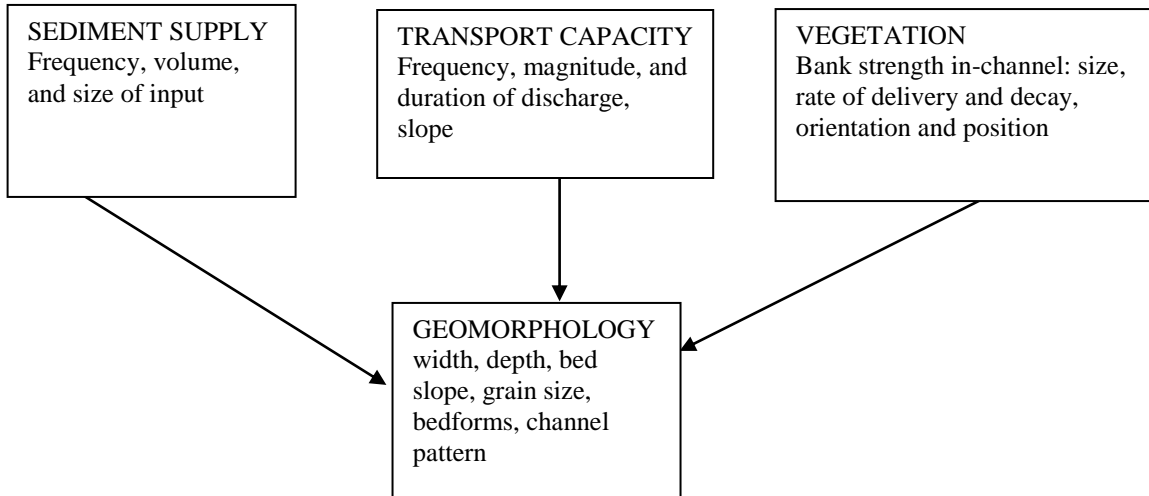 SEDIMENT SUPPLY
Frequency, volume,
and size of input
TRANSPORT CAPACITY
Frequency, magnitude, and
duration of discharge,
slope
VEGETATION
Bank strength in-channel: size,
rate of delivery and decay,
orientation and position
GEOMORPHOLOGY
width, depth, bed
slope, grain size,
bedforms, channel
pattern